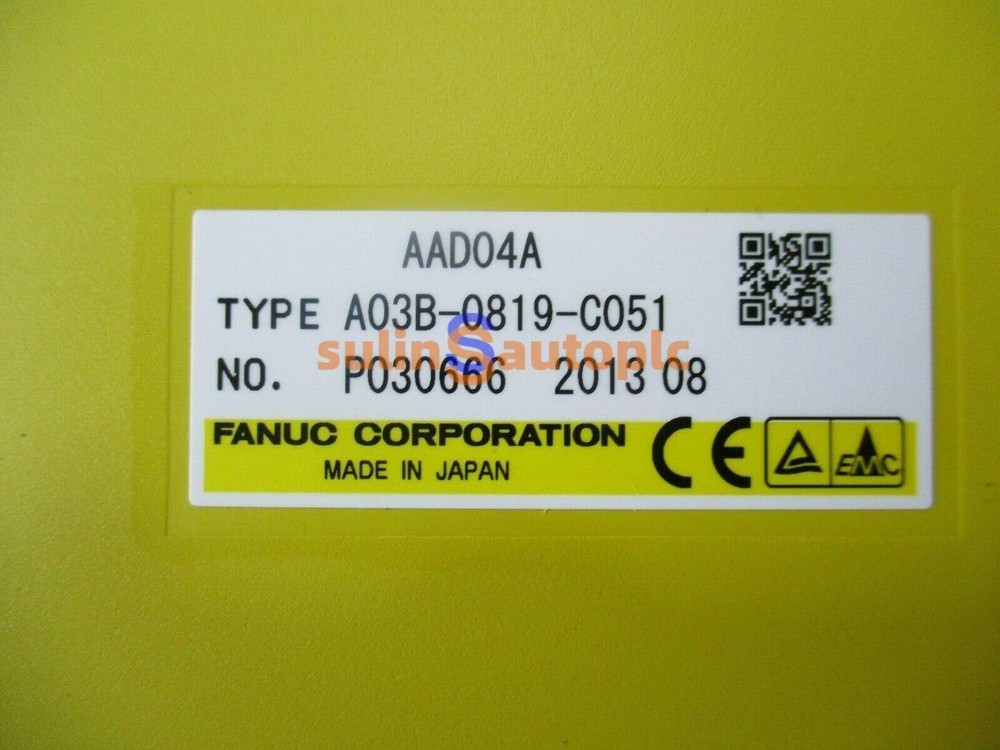 AAD04A
TYPE A03B-0819-C051
sulinSautoplc
NO. P030666 2013 08
FANUC CORPORATION
MADE IN JAPAN
CE
EMC